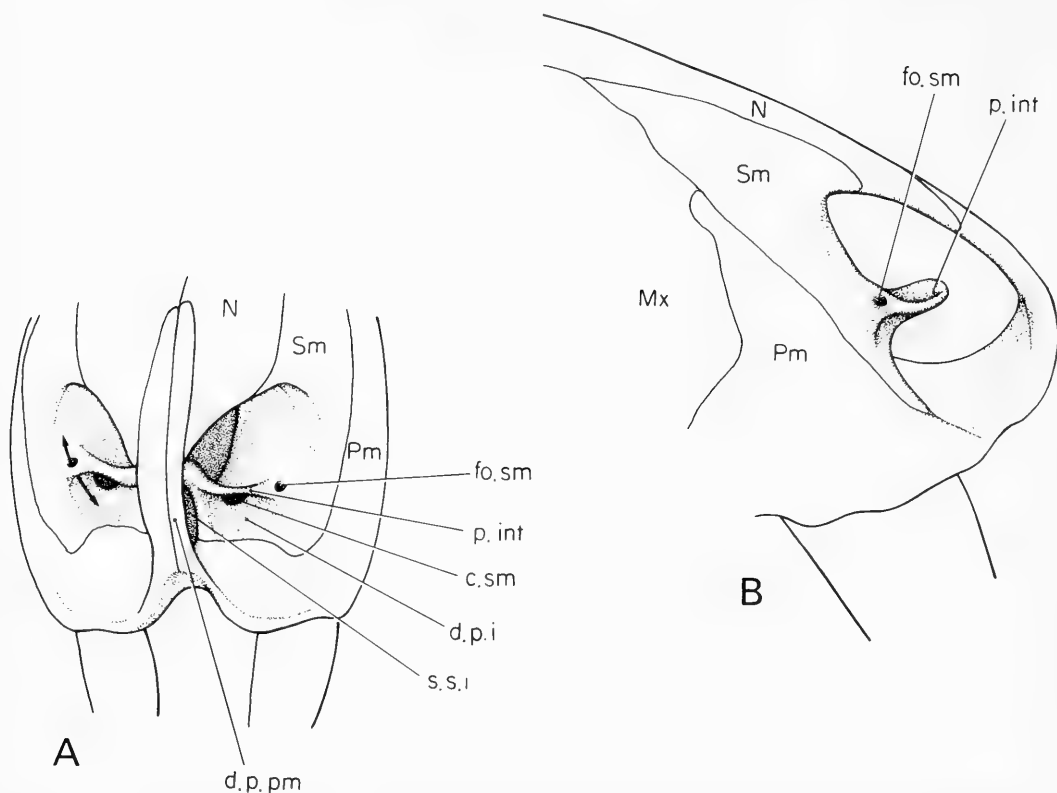 N
Sm
Pm
fo. sm
p. int
c. sm
d. p. i
s. s. i
d. p. pm
A
fo. sm
p. int
N
Sm
Mx
Pm
B